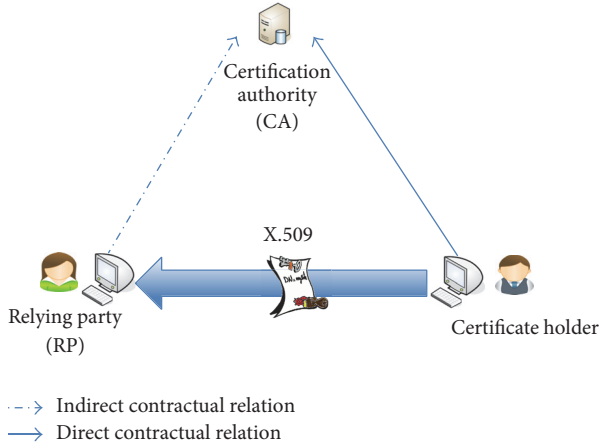 Certification
authority
(CA)
X.509
Relying party
(RP)
Certificate holder
Indirect contractual relation
Direct contractual relation